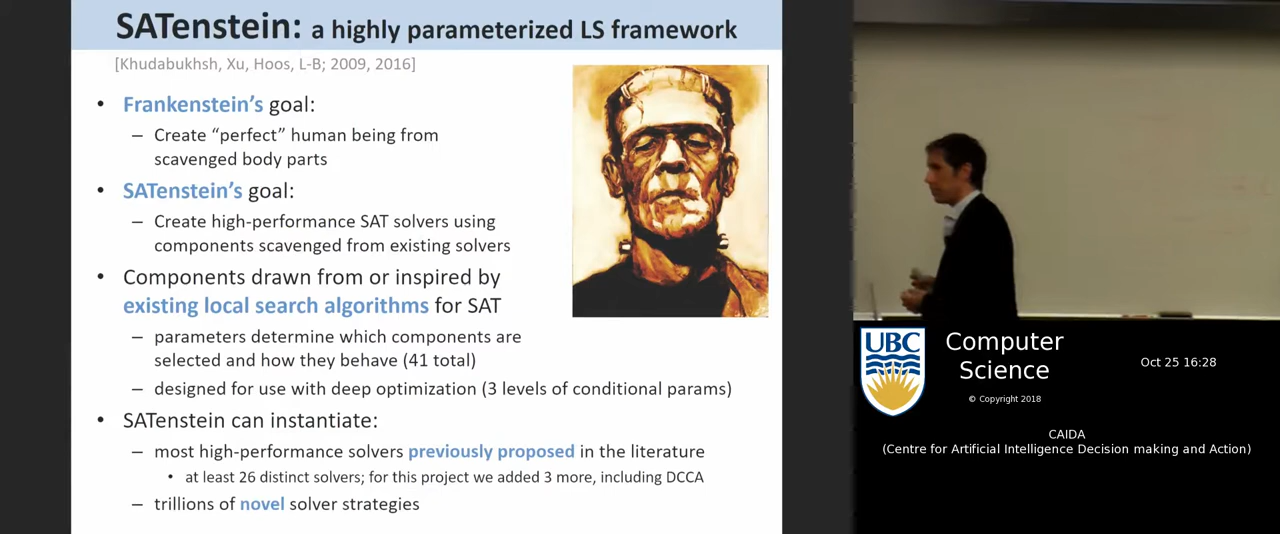 SATenstein: a highly parameterized LS framework
[Khudabukhsh, Xu, Hoos, L-B; 2009, 2016]
• Frankenstein's goal:
– Create “perfect” human being from
scavenged body parts
• SATenstein's goal:
– Create high-performance SAT solvers using
components scavenged from existing solvers
• Components drawn from or inspired by
existing local search algorithms for SAT
– parameters determine which components are
selected and how they behave (41 total)
– designed for use with deep optimization (3 levels of conditional params)
• SATenstein can instantiate:
– most high-performance solvers previously proposed in the literature
• at least 26 distinct solvers; for this project we added 3 more, including DCCA
– trillions of novel solver strategies
UBC
Computer
Science
© Copyright 2018
Oct 25 16:28
CAIDA
(Centre for Artificial Intelligence Decision making and Action)